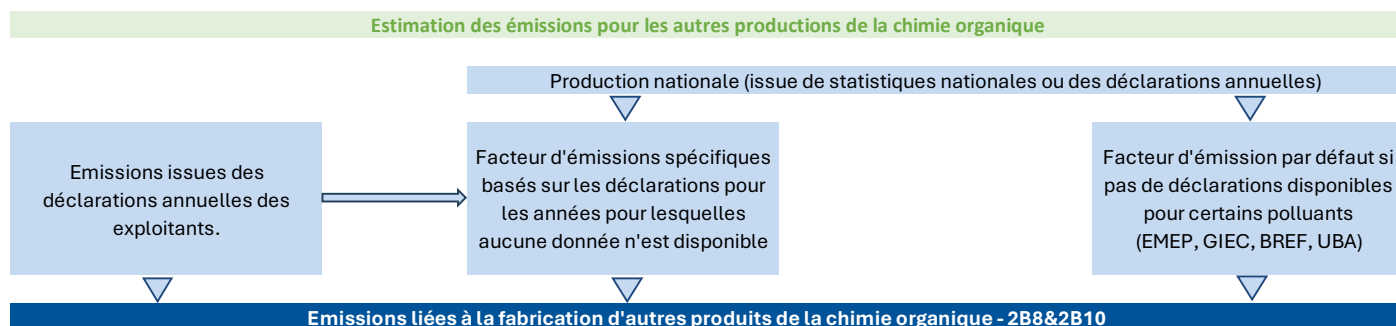 Estimation des émissions pour les autres productions de la chimie organique
Production nationale (issue de statistiques nationales ou des déclarations annuelles)
Emissions issues des
déclarations annuelles des
exploitants.
Facteur d'émissions spécifiques
basés sur les déclarations pour
les années pour lesquelles
aucune donnée n'est disponible
Facteur d'émission par défaut si
pas de déclarations disponibles
pour certains polluants
(EMEP, GIEC, BREF, UBA)
Emissions liées à la fabrication d'autres produits de la chimie organique - 2B8&2B10